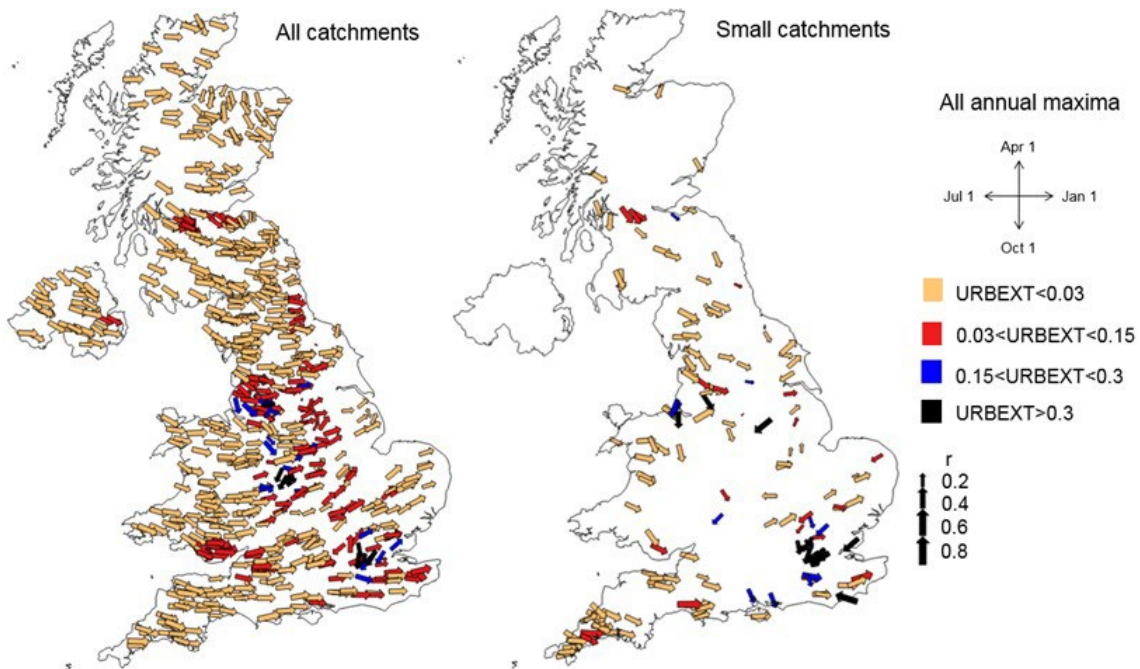 All catchments
Small catchments
All annual maxima
Apr 1
Jul 1
Jan 1
Oct 1
URBEXT<0.03
0.03<URBEXT<0.15
0.15<URBEXT<0.3
URBEXT>0.3
r
0.2
0.4
0.6
0.8